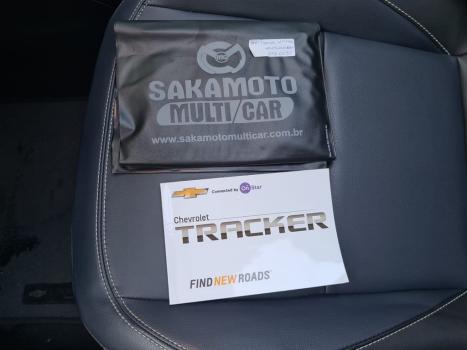 SAKAMOTO
MULTI/CAR
www.sakamotomulticar.com.br
Connected by OnStar
Chevrolet
TRACKER
FIND NEW ROADS